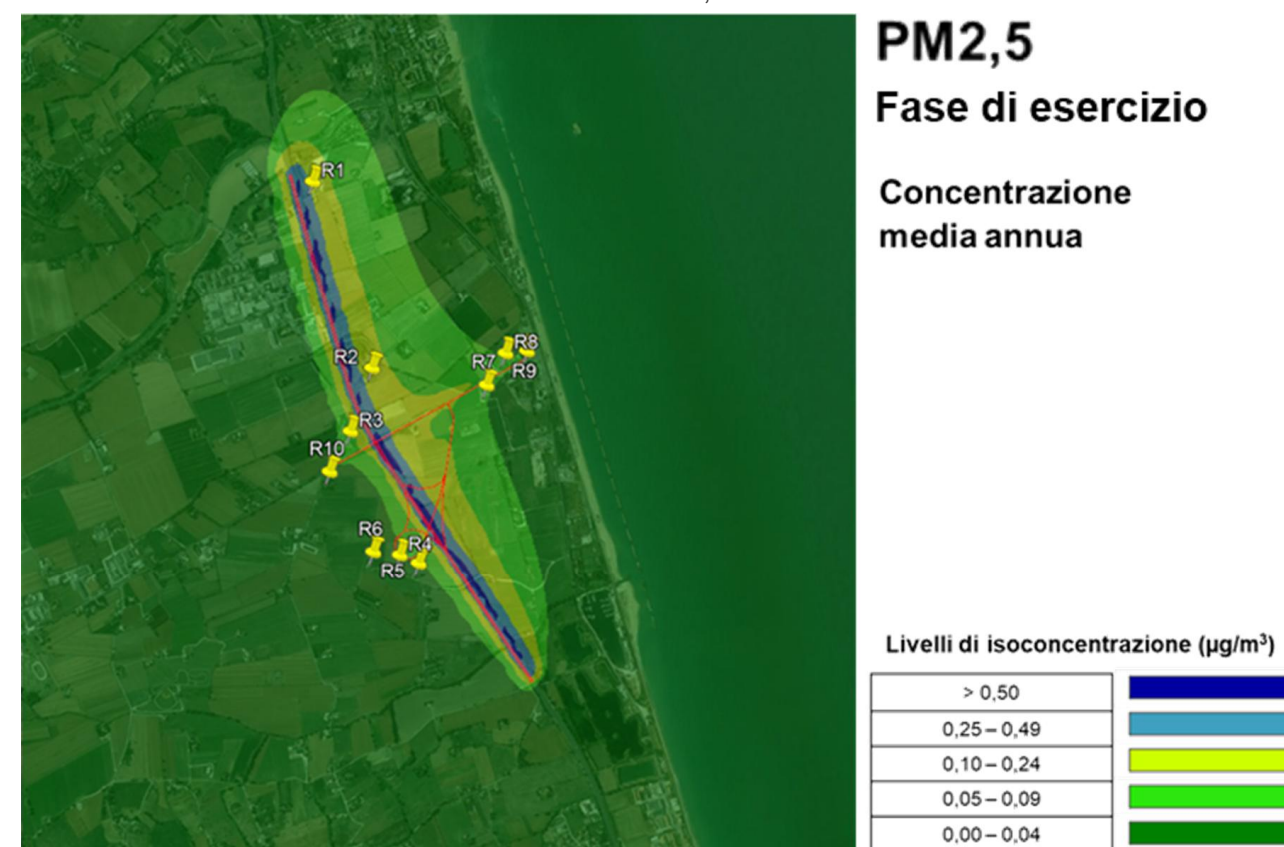 PM2,5
Fase di esercizio
Concentrazione
media annua
R1
R2
R8
R7
R9
R3
R10
R6
R4
R5
Livelli di isoconcentrazione (µg/m³)
> 0,50
0,25 – 0,49
0,10 – 0,24
0,05 – 0,09
0,00 – 0,04